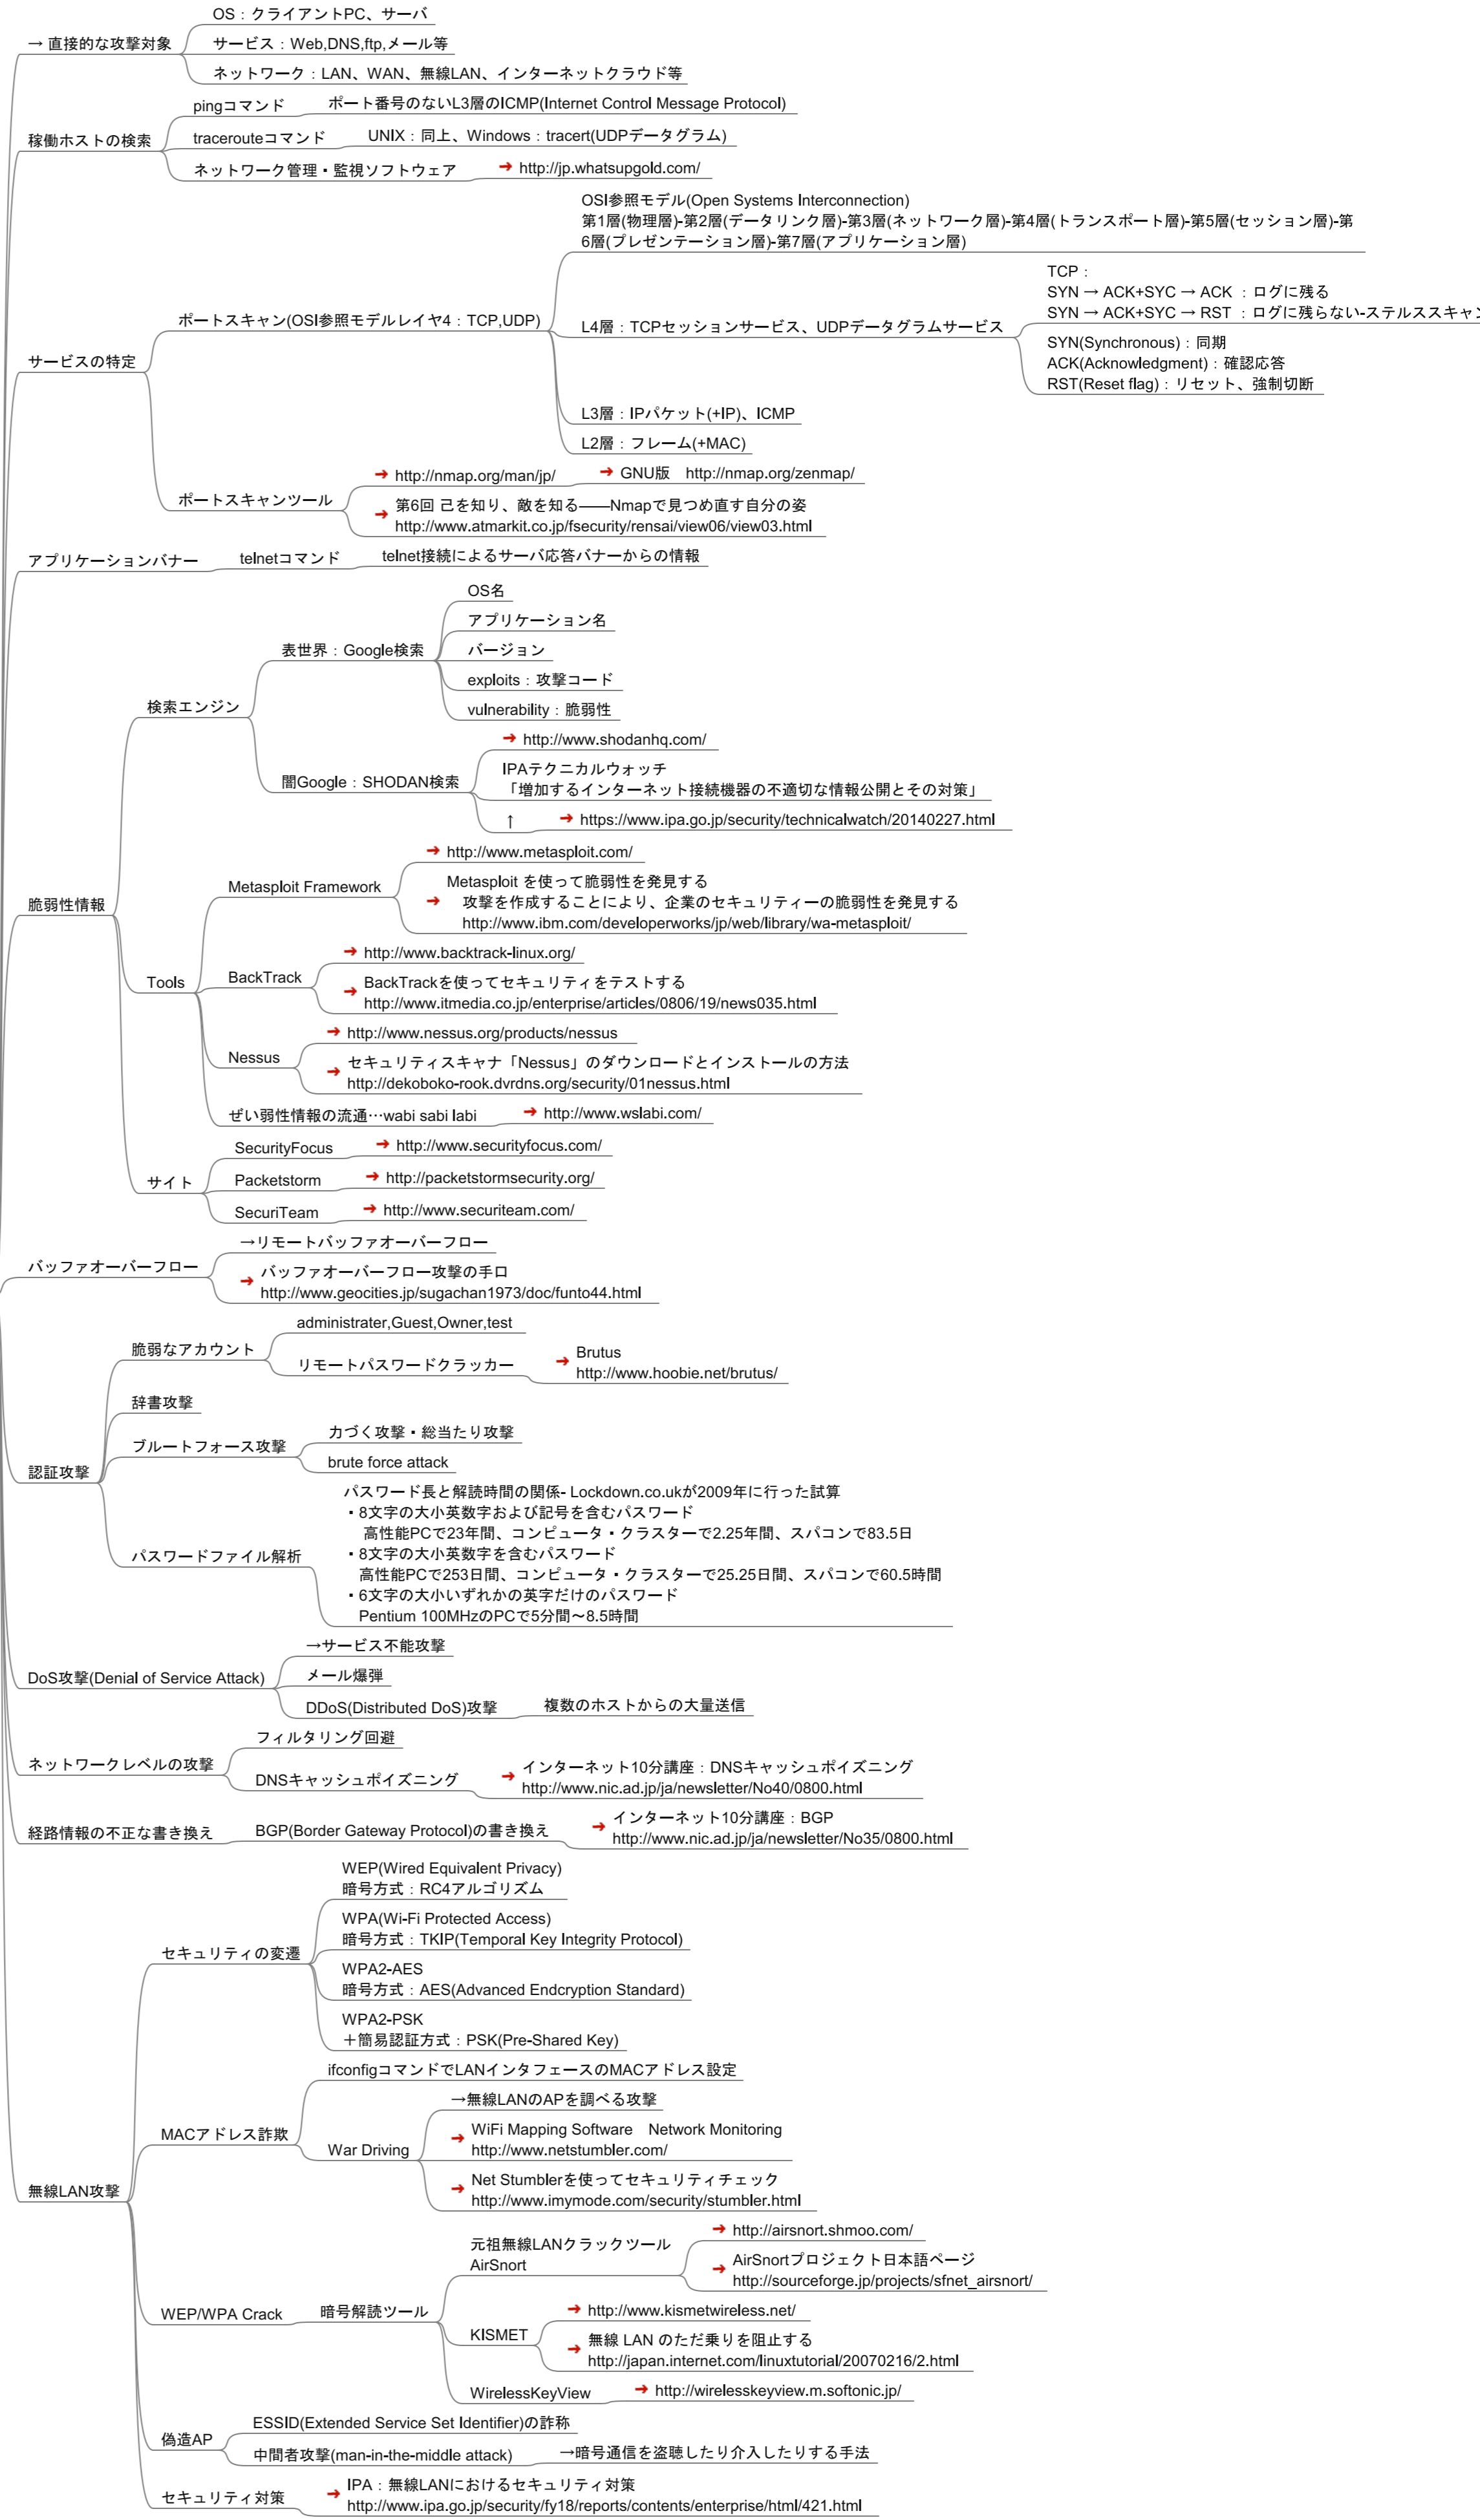 → 直接的な攻撃対象
OS：クライアントPC、サーバ
サービス：Web,DNS,ftp,メール等
ネットワーク：LAN、WAN、無線LAN、インターネットクラウド等
稼働ホストの検索
pingコマンド
ポート番号のないL3層のICMP(Internet Control Message Protocol)
tracerouteコマンド
UNIX：同上、Windows：tracert(UDPデータグラム)
ネットワーク管理・監視ソフトウェア
➜ http://jp.whatsupgold.com/
サービスの特定
ポートスキャン(OSI参照モデルレイヤ4：TCP,UDP)
OSI参照モデル(Open Systems Interconnection)
第1層(物理層)-第2層(データリンク層)-第3層(ネットワーク層)-第4層(トランスポート層)-第5層(セッション層)-第
6層(プレゼンテーション層)-第7層(アプリケーション層)
L4層：TCPセッションサービス、UDPデータグラムサービス
TCP：
SYN → ACK+SYC → ACK ：ログに残る
SYN → ACK+SYC → RST ：ログに残らない-ステルススキャン
SYN(Synchronous)：同期
ACK(Acknowledgment)：確認応答
RST(Reset flag)：リセット、強制切断
L3層：IPパケット(+IP)、ICMP
L2層：フレーム(+MAC)
ポートスキャンツール
➜ http://nmap.org/man/jp/
➜ GNU版　http://nmap.org/zenmap/
➜ 第6回 己を知り、敵を知る――Nmapで見つめ直す自分の姿
http://www.atmarkit.co.jp/fsecurity/rensai/view06/view03.html
アプリケーションバナー
telnetコマンド
telnet接続によるサーバ応答バナーからの情報
脆弱性情報
検索エンジン
表世界：Google検索
OS名
アプリケーション名
バージョン
exploits：攻撃コード
vulnerability：脆弱性
闇Google：SHODAN検索
➜ http://www.shodanhq.com/
IPAテクニカルウォッチ
「増加するインターネット接続機器の不適切な情報公開とその対策」
↑
➜ https://www.ipa.go.jp/security/technicalwatch/20140227.html
Tools
Metasploit Framework
➜ http://www.metasploit.com/
➜ Metasploit を使って脆弱性を発見する
攻撃を作成することにより、企業のセキュリティーの脆弱性を発見する
http://www.ibm.com/developerworks/jp/web/library/wa-metasploit/
BackTrack
➜ http://www.backtrack-linux.org/
➜ BackTrackを使ってセキュリティをテストする
http://www.itmedia.co.jp/enterprise/articles/0806/19/news035.html
Nessus
➜ http://www.nessus.org/products/nessus
➜ セキュリティスキャナ「Nessus」のダウンロードとインストールの方法
http://dekoboko-rook.dvrdns.org/security/01nessus.html
ぜい弱性情報の流通…wabi sabi labi
➜ http://www.wslabi.com/
サイト
SecurityFocus
➜ http://www.securityfocus.com/
Packetstorm
➜ http://packetstormsecurity.org/
SecuriTeam
➜ http://www.securiteam.com/
バッファオーバーフロー
→リモートバッファオーバーフロー
➜ バッファオーバーフロー攻撃の手口
http://www.geocities.jp/sugachan1973/doc/funto44.html
認証攻撃
脆弱なアカウント
administrater,Guest,Owner,test
リモートパスワードクラッカー
➜ Brutus
http://www.hoobie.net/brutus/
辞書攻撃
ブルートフォース攻撃
力づく攻撃・総当たり攻撃
brute force attack
パスワードファイル解析
パスワード長と解読時間の関係- Lockdown.co.ukが2009年に行った試算
・8文字の大小英数字および記号を含むパスワード
高性能PCで23年間、コンピュータ・クラスターで2.25年間、スパコンで83.5日
・8文字の大小英数字を含むパスワード
高性能PCで253日間、コンピュータ・クラスターで25.25日間、スパコンで60.5時間
・6文字の大小いずれかの英字だけのパスワード
Pentium 100MHzのPCで5分間〜8.5時間
DoS攻撃(Denial of Service Attack)
→サービス不能攻撃
メール爆弾
DDoS(Distributed DoS)攻撃
複数のホストからの大量送信
ネットワークレベルの攻撃
フィルタリング回避
DNSキャッシュポイズニング
➜ インターネット10分講座：DNSキャッシュポイズニング
http://www.nic.ad.jp/ja/newsletter/No40/0800.html
経路情報の不正な書き換え
BGP(Border Gateway Protocol)の書き換え
➜ インターネット10分講座：BGP
http://www.nic.ad.jp/ja/newsletter/No35/0800.html
無線LAN攻撃
セキュリティの変遷
WEP(Wired Equivalent Privacy)
暗号方式：RC4アルゴリズム
WPA(Wi-Fi Protected Access)
暗号方式：TKIP(Temporal Key Integrity Protocol)
WPA2-AES
暗号方式：AES(Advanced Endcryption Standard)
WPA2-PSK
＋簡易認証方式：PSK(Pre-Shared Key)
MACアドレス詐欺
ifconfigコマンドでLANインタフェースのMACアドレス設定
War Driving
→無線LANのAPを調べる攻撃
➜ WiFi Mapping Software　Network Monitoring
http://www.netstumbler.com/
➜ Net Stumblerを使ってセキュリティチェック
http://www.imymode.com/security/stumbler.html
WEP/WPA Crack
暗号解読ツール
元祖無線LANクラックツール
AirSnort
➜ http://airsnort.shmoo.com/
➜ AirSnortプロジェクト日本語ページ
http://sourceforge.jp/projects/sfnet_airsnort/
KISMET
➜ http://www.kismetwireless.net/
➜ 無線 LAN のただ乗りを阻止する
http://japan.internet.com/linuxtutorial/20070216/2.html
WirelessKeyView
➜ http://wirelesskeyview.m.softonic.jp/
偽造AP
ESSID(Extended Service Set Identifier)の詐称
中間者攻撃(man-in-the-middle attack)
→暗号通信を盗聴したり介入したりする手法
セキュリティ対策
➜ IPA：無線LANにおけるセキュリティ対策
http://www.ipa.go.jp/security/fy18/reports/contents/enterprise/html/421.html